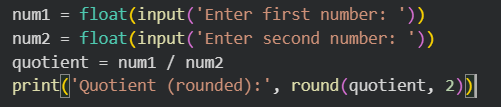 num1 = float(input('Enter first number: '))
num2 = float(input('Enter second number: '))
quotient = num1 / num2
print('Quotient (rounded):', round(quotient, 2))